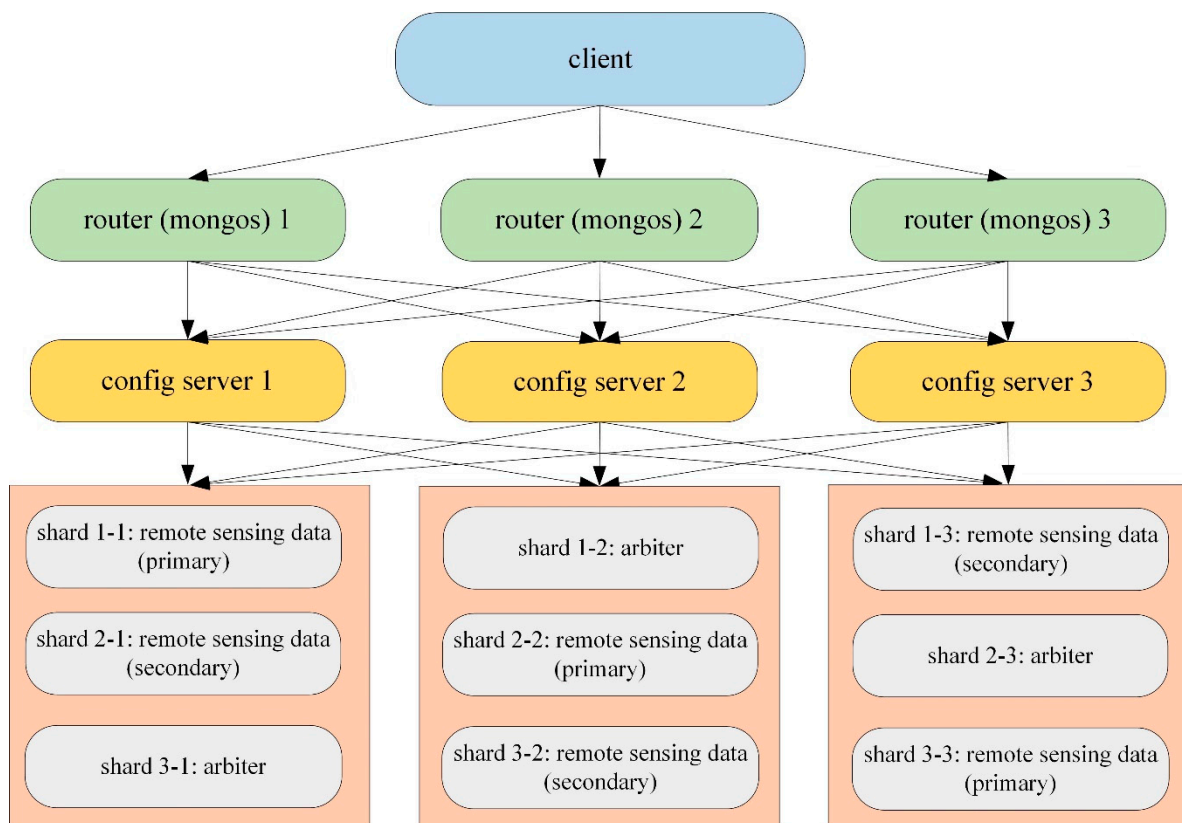 client
router (mongos) 1
router (mongos) 2
router (mongos) 3
config server 1
config server 2
config server 3
shard 1-1: remote sensing data
(primary)
shard 2-1: remote sensing data
(secondary)
shard 3-1: arbiter
shard 1-2: arbiter
shard 2-2: remote sensing data
(primary)
shard 3-2: remote sensing data
(secondary)
shard 1-3: remote sensing data
(secondary)
shard 2-3: arbiter
shard 3-3: remote sensing data
(primary)